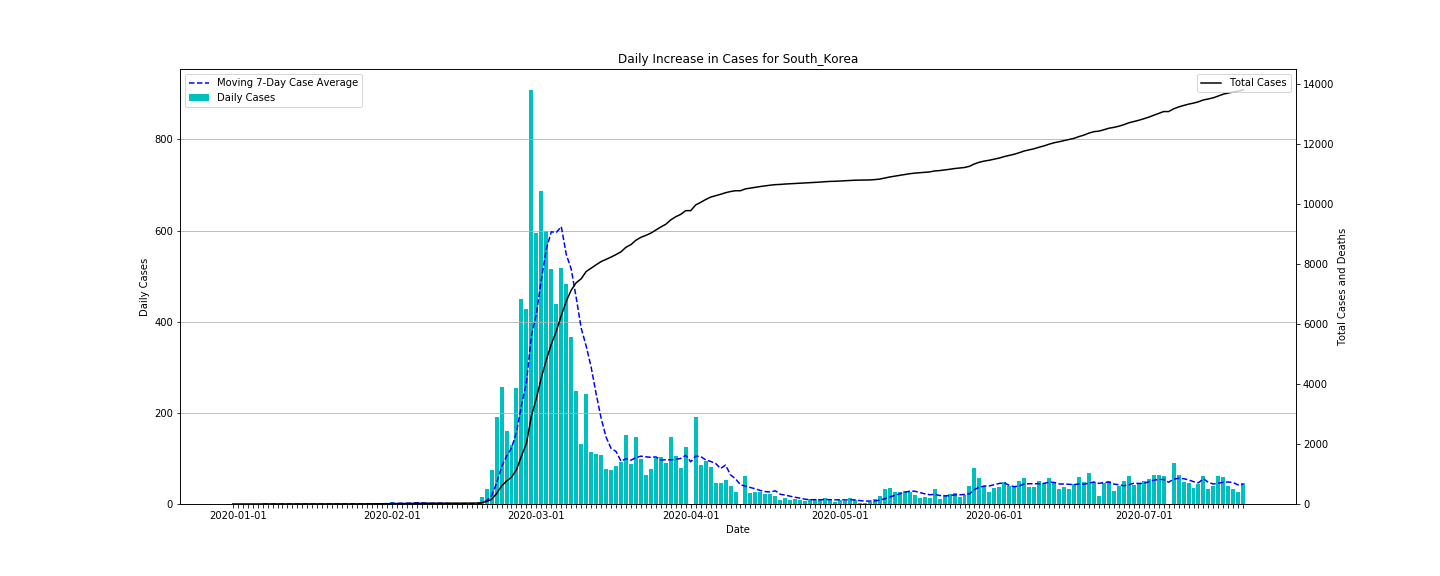 Daily Increase in Cases for South_Korea
Moving 7-Day Case Average
Daily Cases
Total Cases
800
600
400
200
0
Daily Cases
14000
12000
10000
8000
6000
4000
2000
0
Total Cases and Deaths
2020-01-01 2020-02-01 2020-03-01 2020-04-01 2020-05-01 2020-06-01 2020-07-01
Date